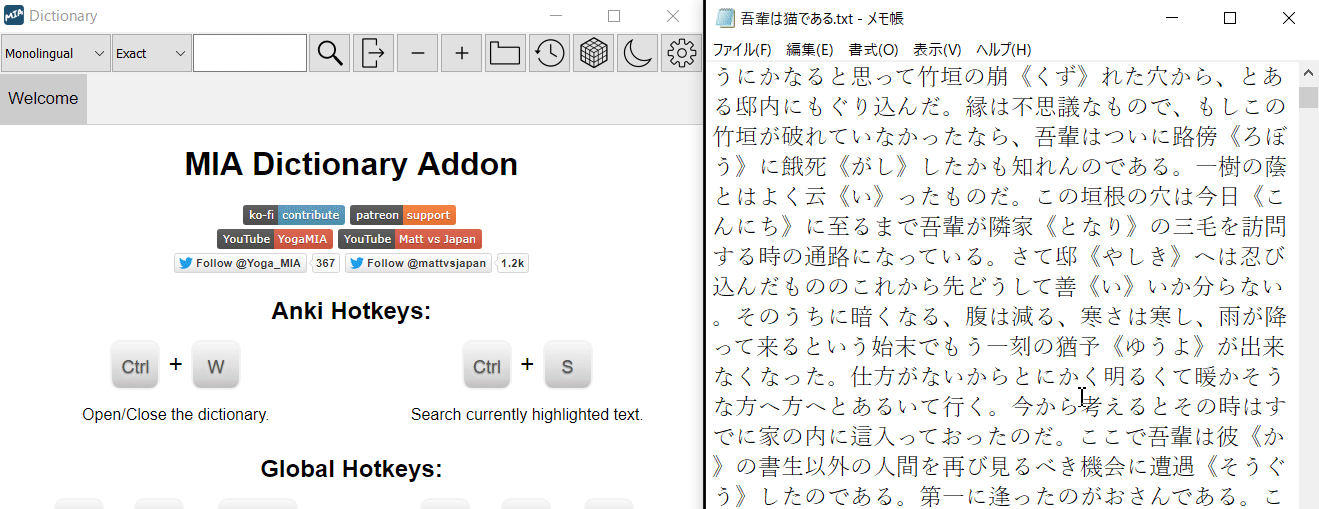 MIA Dictionary
Monolingual Exact
Welcome
MIA Dictionary Addon
ko-fi contribute patreon support
YouTube YogaMIA YouTube Matt vs Japan
Follow @Yoga_MIA 367 Follow @mattvsjapan 1.2k
Anki Hotkeys:
Ctrl + W Ctrl + S
Open/Close the dictionary. Search currently highlighted text.
Global Hotkeys:
吾輩は猫である.txt - メモ帳
ファイル(F) 編集(E) 書式(O) 表示(V) ヘルプ(H)
うにかなると思って竹垣の崩《くず》れた穴から、とあ
る邸内にもぐり込んだ。縁は不思議なもので、もしこの
竹垣が破れていなかったなら、吾輩はついに路傍《ろぼ
う》に餓死《がし》したかも知れんのである。一樹の蔭
とはよく云《い》ったものだ。この垣根の穴は今日《こ
んにち》に至るまで吾輩が隣家《となり》の三毛を訪問
する時の通路になっている。さて邸《やしき》へは忍び
込んだもののこれから先どうして善《い》いか分らない
。そのうちに暗くなる、腹は減る、寒さは寒し、雨が降
って来るという始末でもう一刻の猶予《ゆうよ》が出来
なくなった。仕方がないからとにかく明るくて暖かそう
な方へ方へとあるいて行く。今から考えるとその時はす
でに家の内に這入っておったのだ。ここで吾輩は彼《か
》の書生以外の人間を再び見るべき機会に遭遇《そうぐ
う》したのである。第一に逢ったのがおさんである。こ